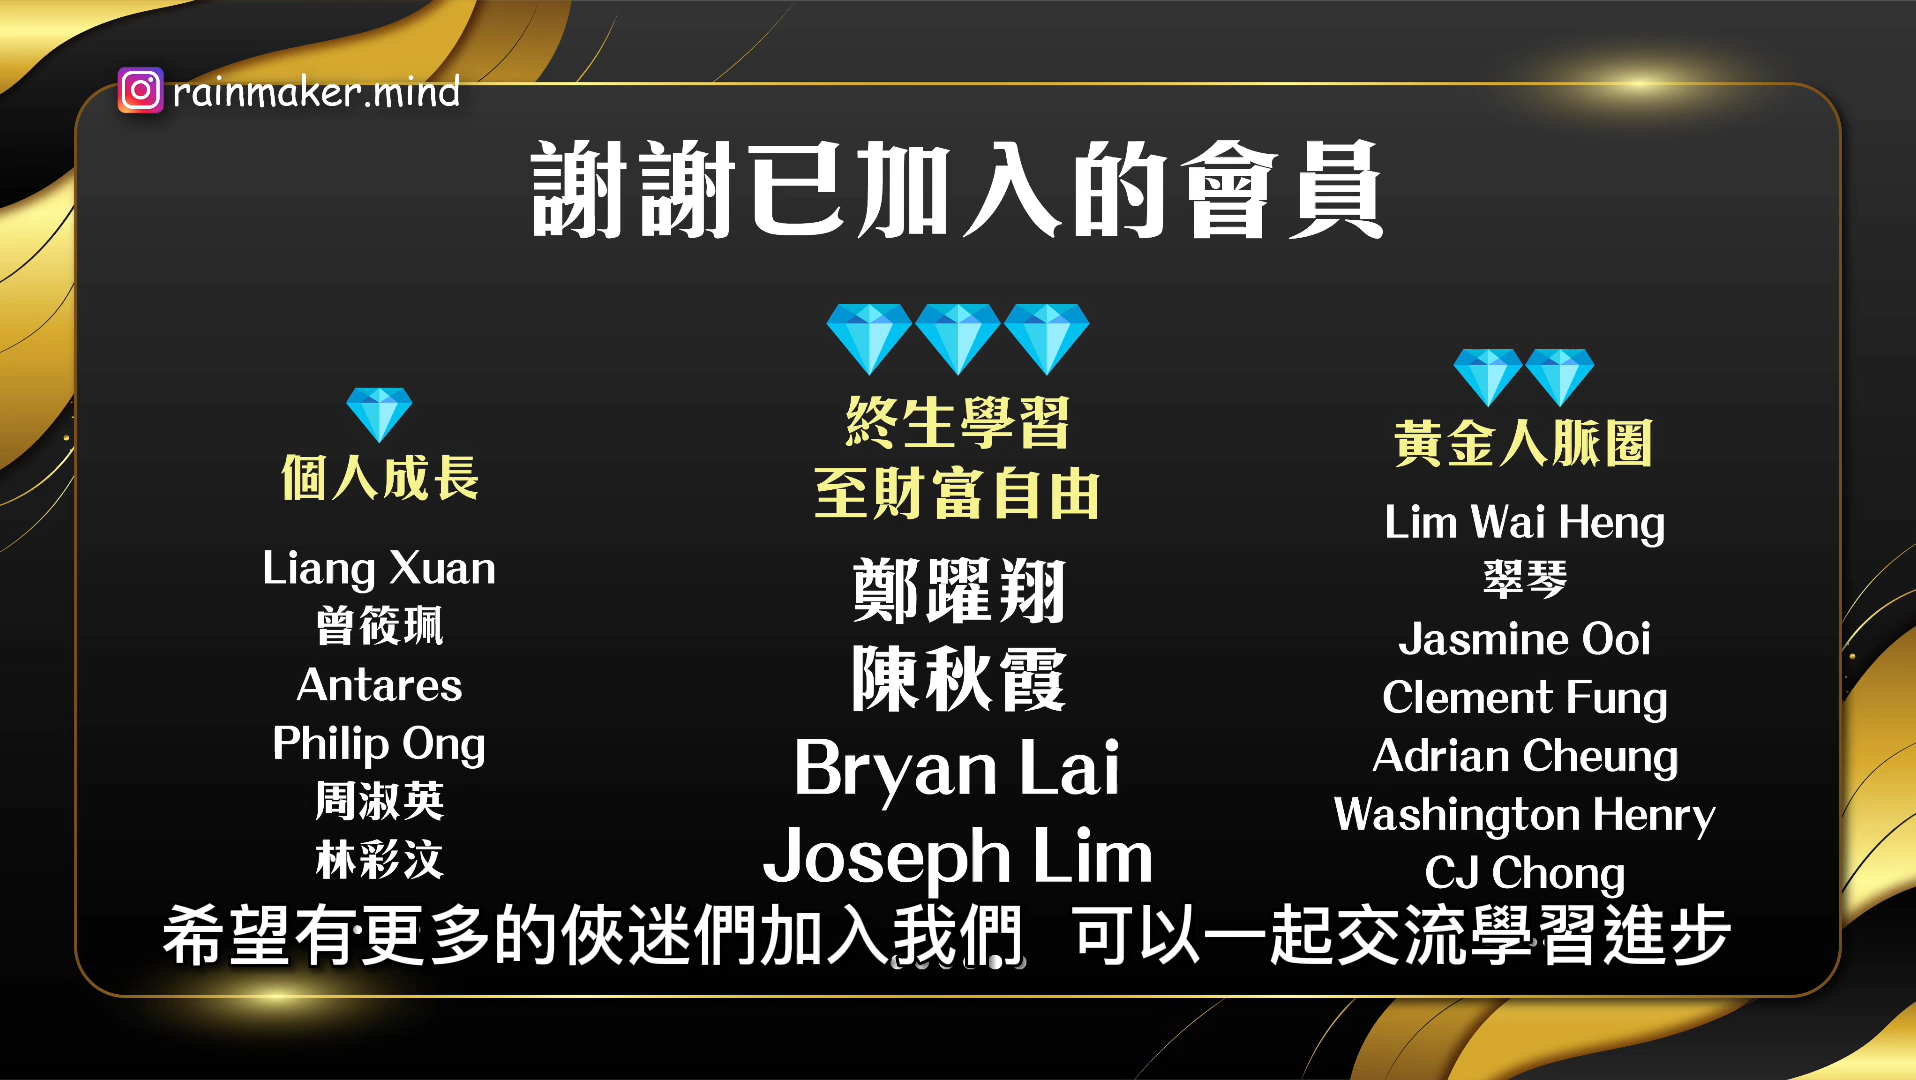 rainmaker.mind
謝謝已加入的會員
個人成長
Liang Xuan
曾筱珮
Antares
Philip Ong
周淑英
林彩汶
終生學習
至財富自由
鄭躍翔
陳秋霞
Bryan Lai
Joseph Lim
黃金人脈圈
Lim Wai Heng
翠琴
Jasmine Ooi
Clement Fung
Adrian Cheung
Washington Henry
CJ Chong
希望有更多的俠迷們加入我們 可以一起交流學習進步